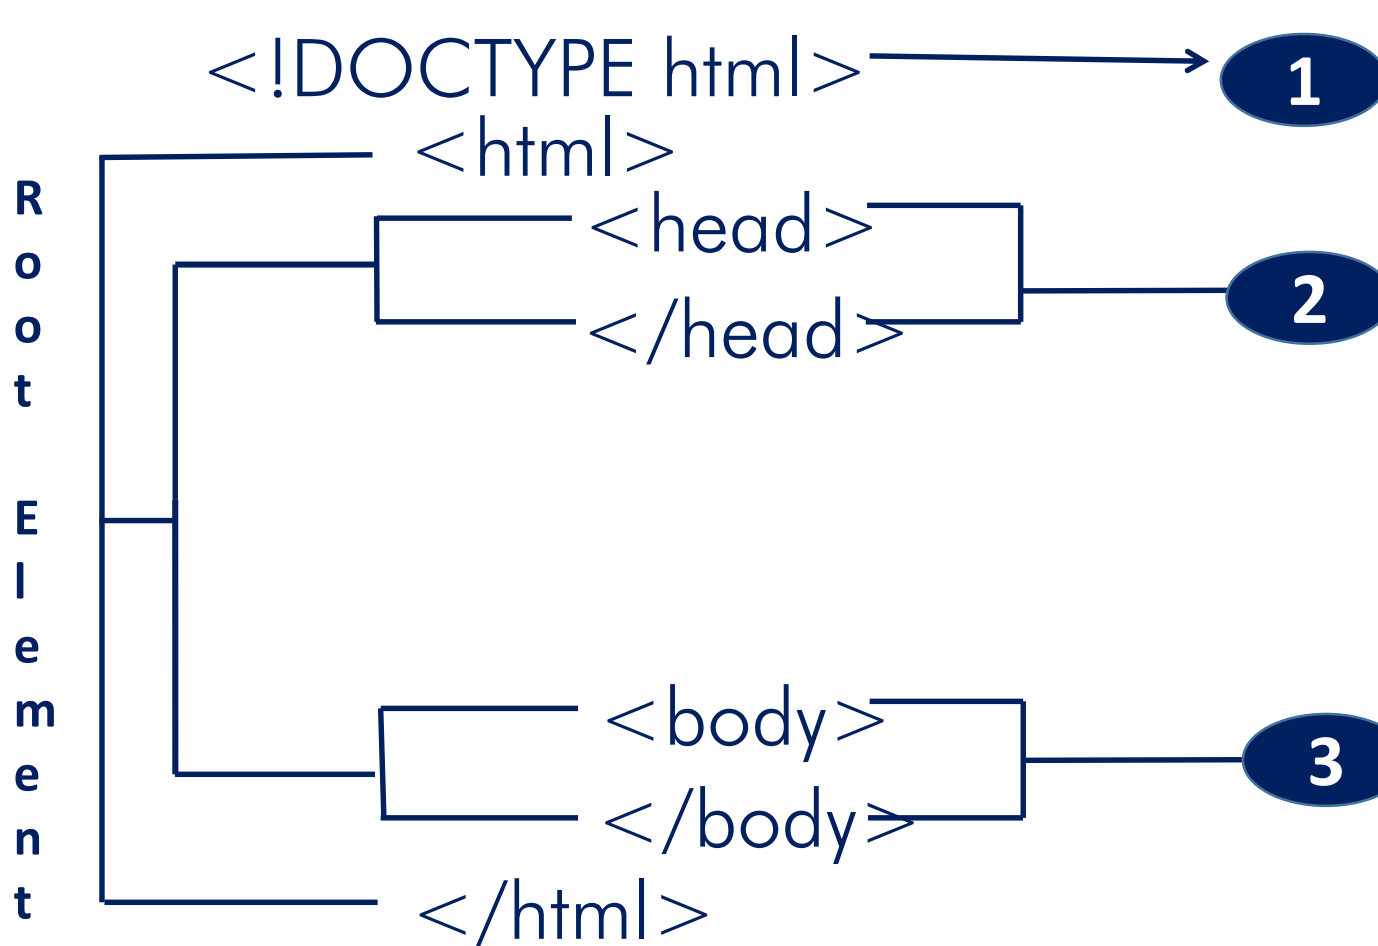 <!DOCTYPE html> 1
<html>
<head>
</head>
2
<body>
</body>
3
</html>
Root Element